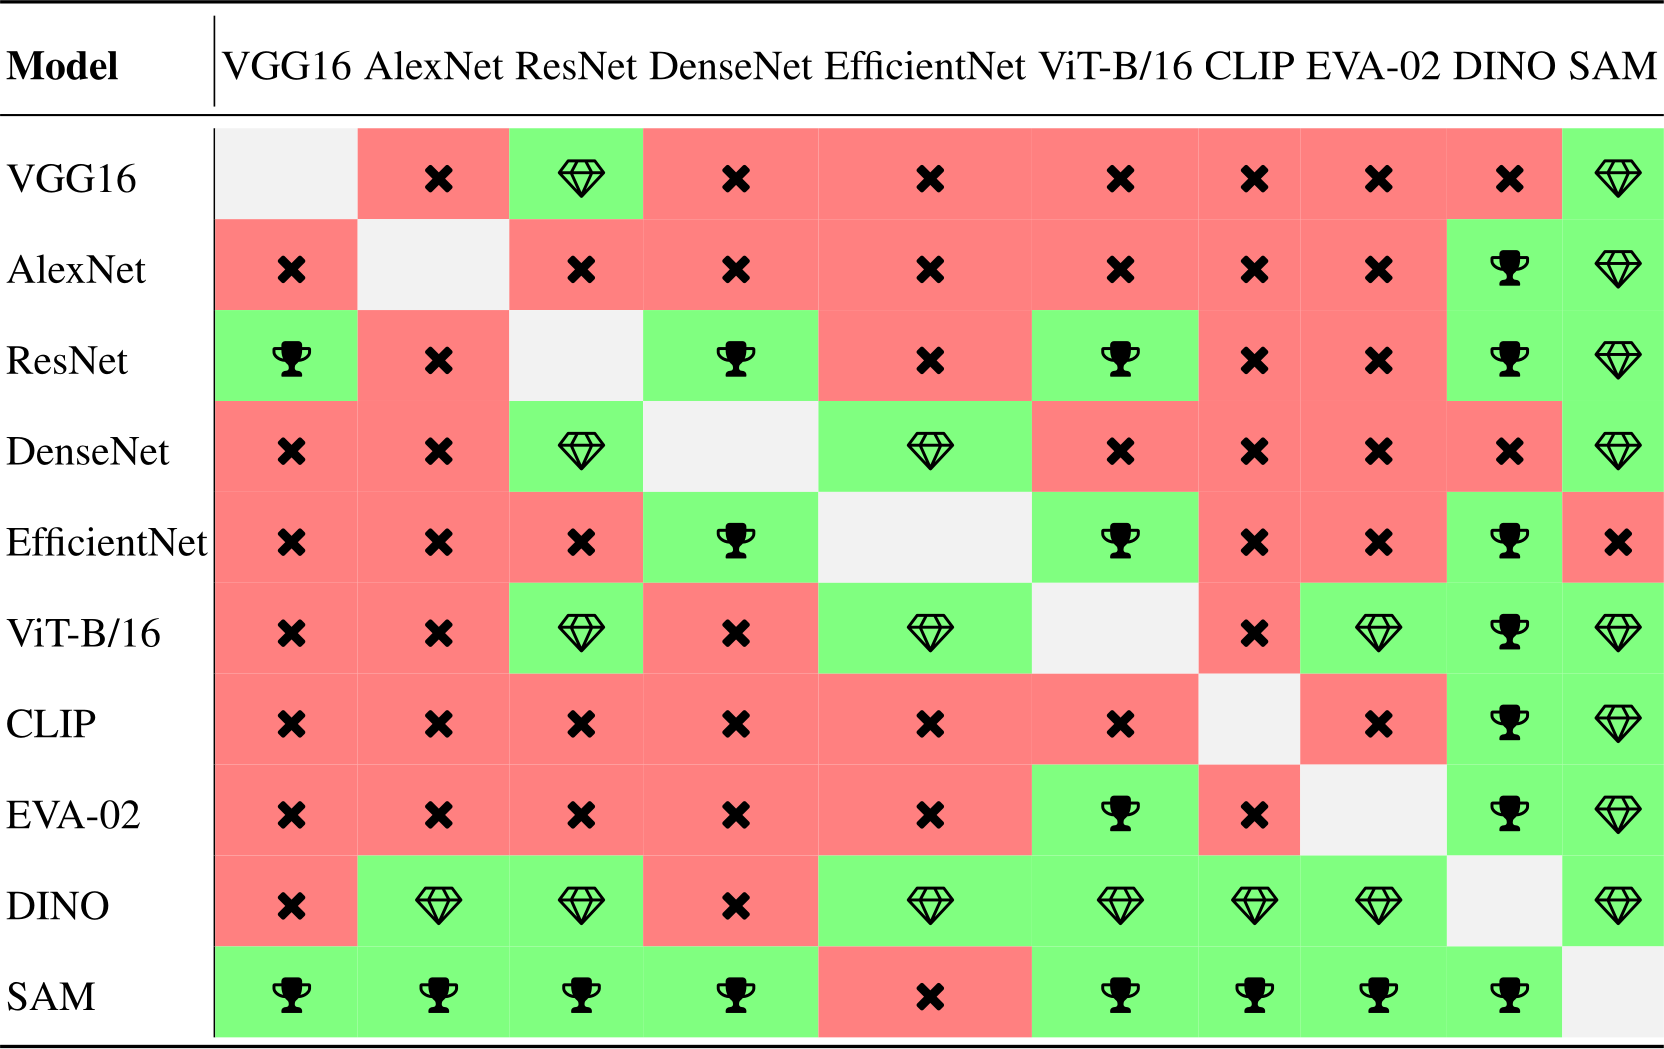 Model VGG16 AlexNet ResNet DenseNet EfficientNet ViT-B/16 CLIP EVA-02 DINO SAM
VGG16
AlexNet
ResNet
DenseNet
EfficientNet
ViT-B/16
CLIP
EVA-02
DINO
SAM